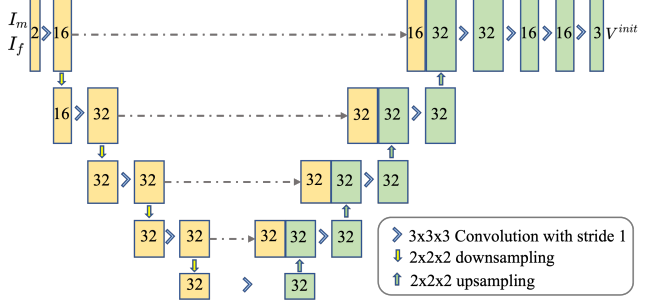 I_m
I_f
2 16 16 32 32 16 16 3 V^init
16 32 32 32 32
32 32 32 32 32
32 32 32 32 32
32 32
3x3x3 Convolution with stride 1
2x2x2 downsampling
2x2x2 upsampling